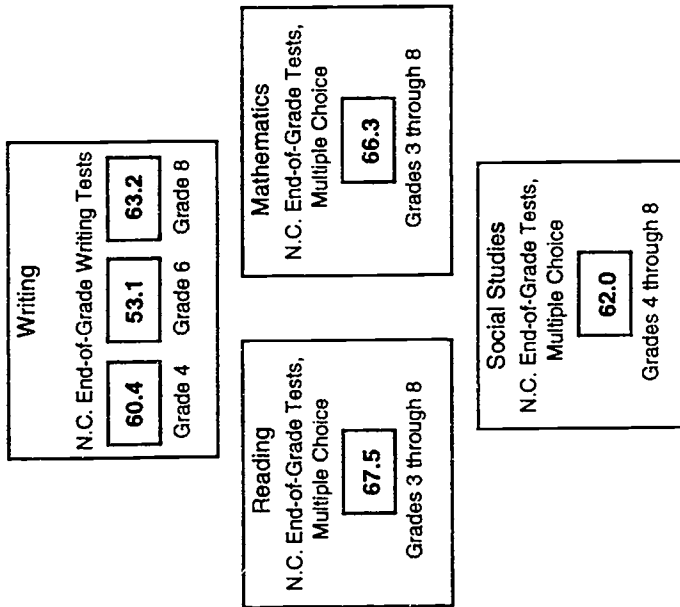 Writing
N.C. End-of-Grade Writing Tests
60.4 53.1 63.2
Grade 4 Grade 6 Grade 8
Reading
N.C. End-of-Grade Tests,
Multiple Choice
67.5
Grades 3 through 8
Mathematics
N.C. End-of-Grade Tests,
Multiple Choice
66.3
Grades 3 through 8
Social Studies
N.C. End-of-Grade Tests,
Multiple Choice
62.0
Grades 4 through 8